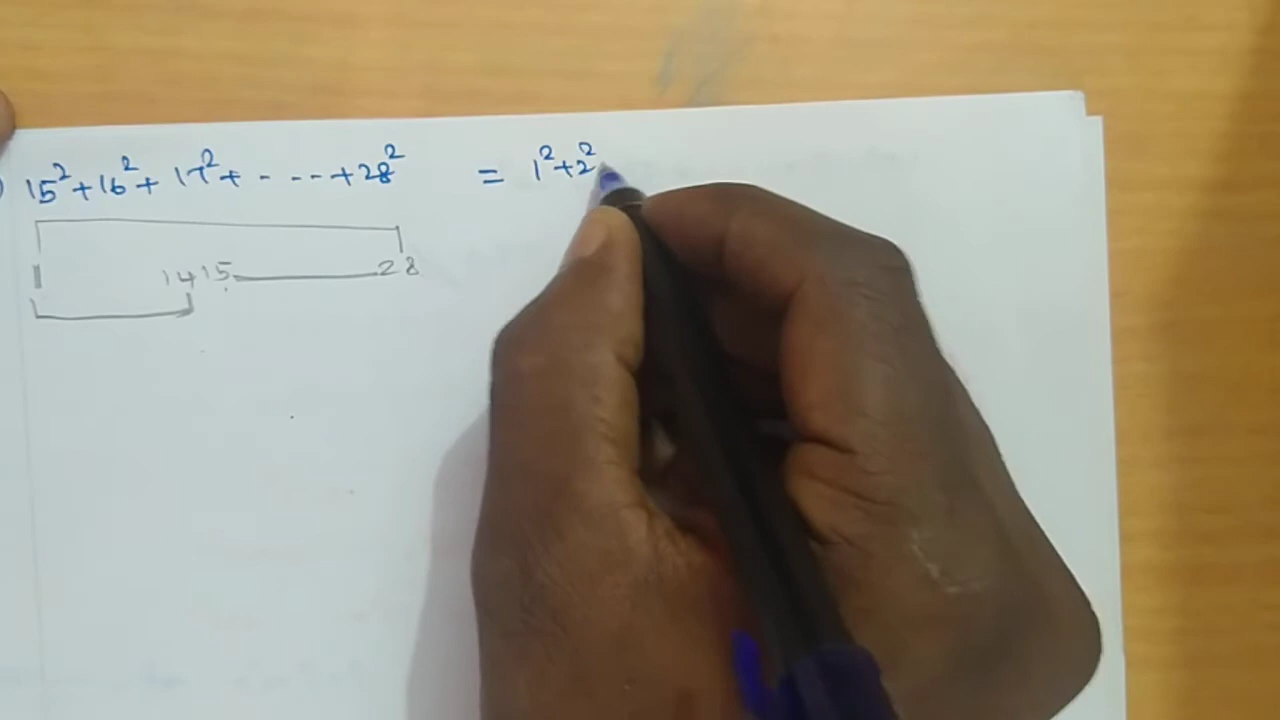 ) 15² + 16² + 17² + - - - - + 28² = 1² + 2²
1 14 15 28